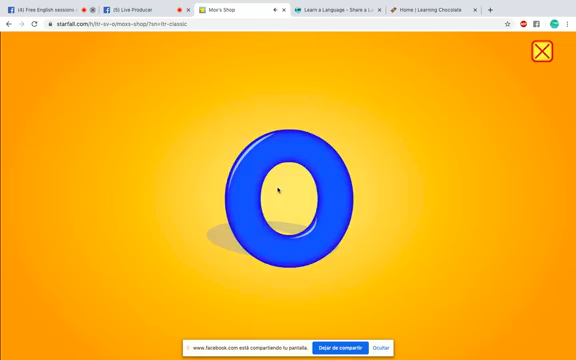 (4) Free English sessions
(5) Live Producer
Mox's Shop
Learn a Language - Share a L
Home | Learning Chocolate
starfall.com/h/ltr-sv-o/moxs-shop/?sn=ltr-classic
O
www.facebook.com está compartiendo tu pantalla.
Dejar de compartir
Ocultar